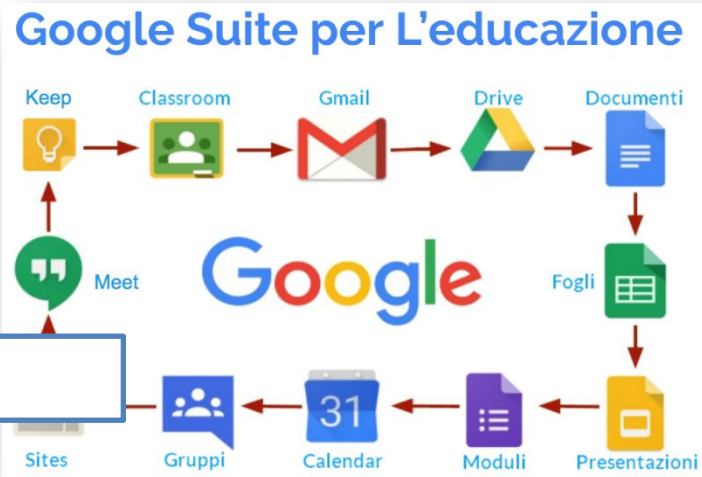 Google Suite per L'educazione
Keep Classroom Gmail Drive Documenti
Meet Google Fogli
31
Sites Gruppi Calendar Moduli Presentazioni